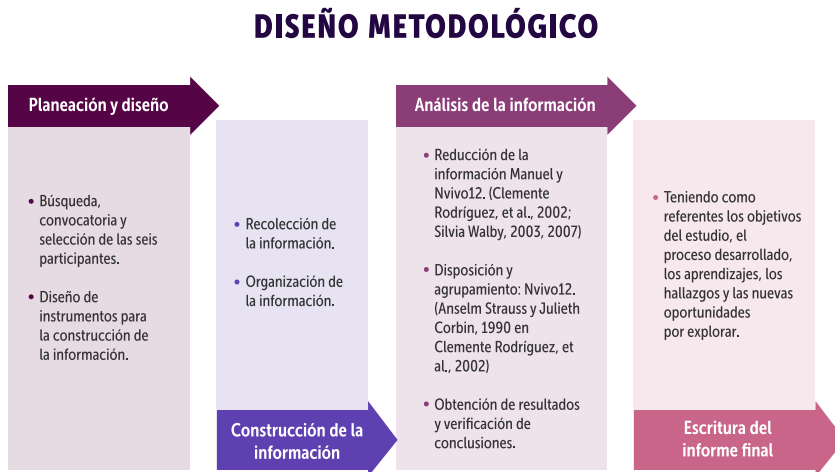 DISEÑO METODOLÓGICO
Planeación y diseño
• Búsqueda,
convocatoria y
selección de las seis
participantes.
• Diseño de
instrumentos para
la construcción de
la información.
• Recolección de
la información.
• Organización de
la información.
Construcción de la
información
Análisis de la información
• Reducción de la
información Manuel y
Nvivo12. (Clemente
Rodríguez, et al., 2002;
Silvia Walby, 2003, 2007)
• Disposición y
agrupamiento: Nvivo12.
(Anselm Strauss y Julieth
Corbin, 1990 en
Clemente Rodríguez, et
al., 2002)
• Obtención de resultados
y verificación de
conclusiones.
• Teniendo como
referentes los objetivos
del estudio, el
proceso desarrollado,
los aprendizajes, los
hallazgos y las nuevas
oportunidades
por explorar.
Escritura del
informe final